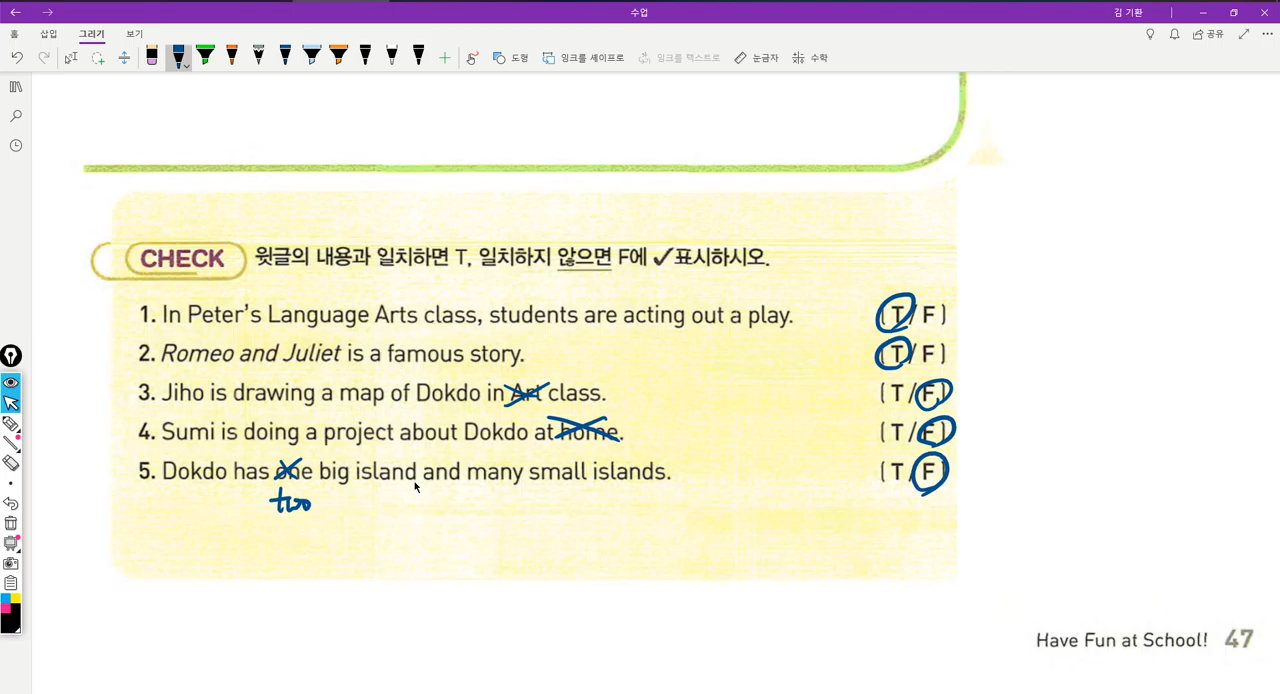 수업
김 기환
홈 삽입 그리기 보기
공유
도형 잉크를 셰이프로 잉크를 텍스트로 눈금자 수학
CHECK 윗글의 내용과 일치하면 T, 일치하지 않으면 F에 ✓표시하시오.
1. In Peter's Language Arts class, students are acting out a play. ( T / F )
2. Romeo and Juliet is a famous story. ( T / F )
3. Jiho is drawing a map of Dokdo in Art class. ( T / F )
4. Sumi is doing a project about Dokdo at home. ( T / F )
5. Dokdo has one big island and many small islands. ( T / F )
two
Have Fun at School! 47